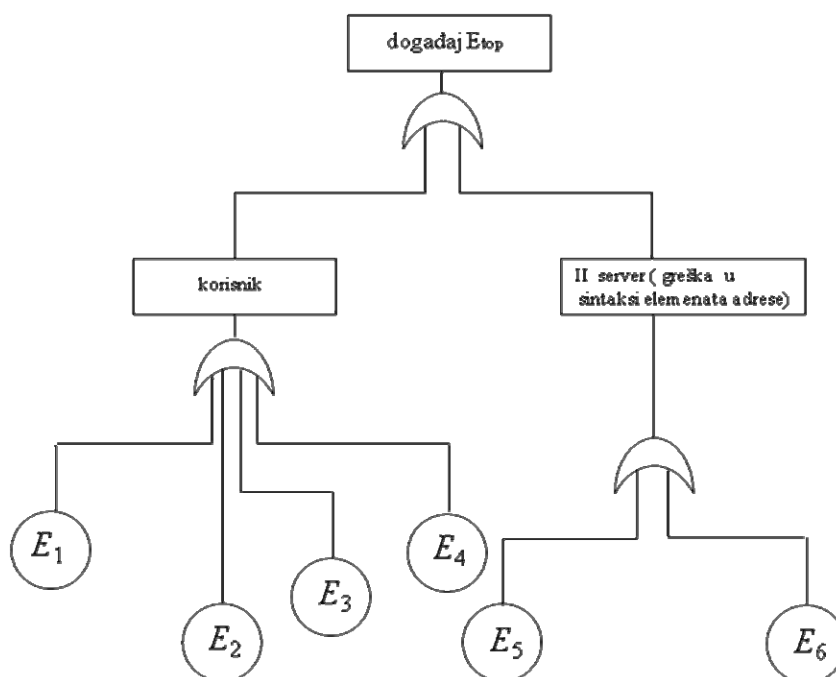 događaj Etop
korisnik
II server( greška u
sintaksi elemenata adrese)
E1
E2
E3
E4
E5
E6